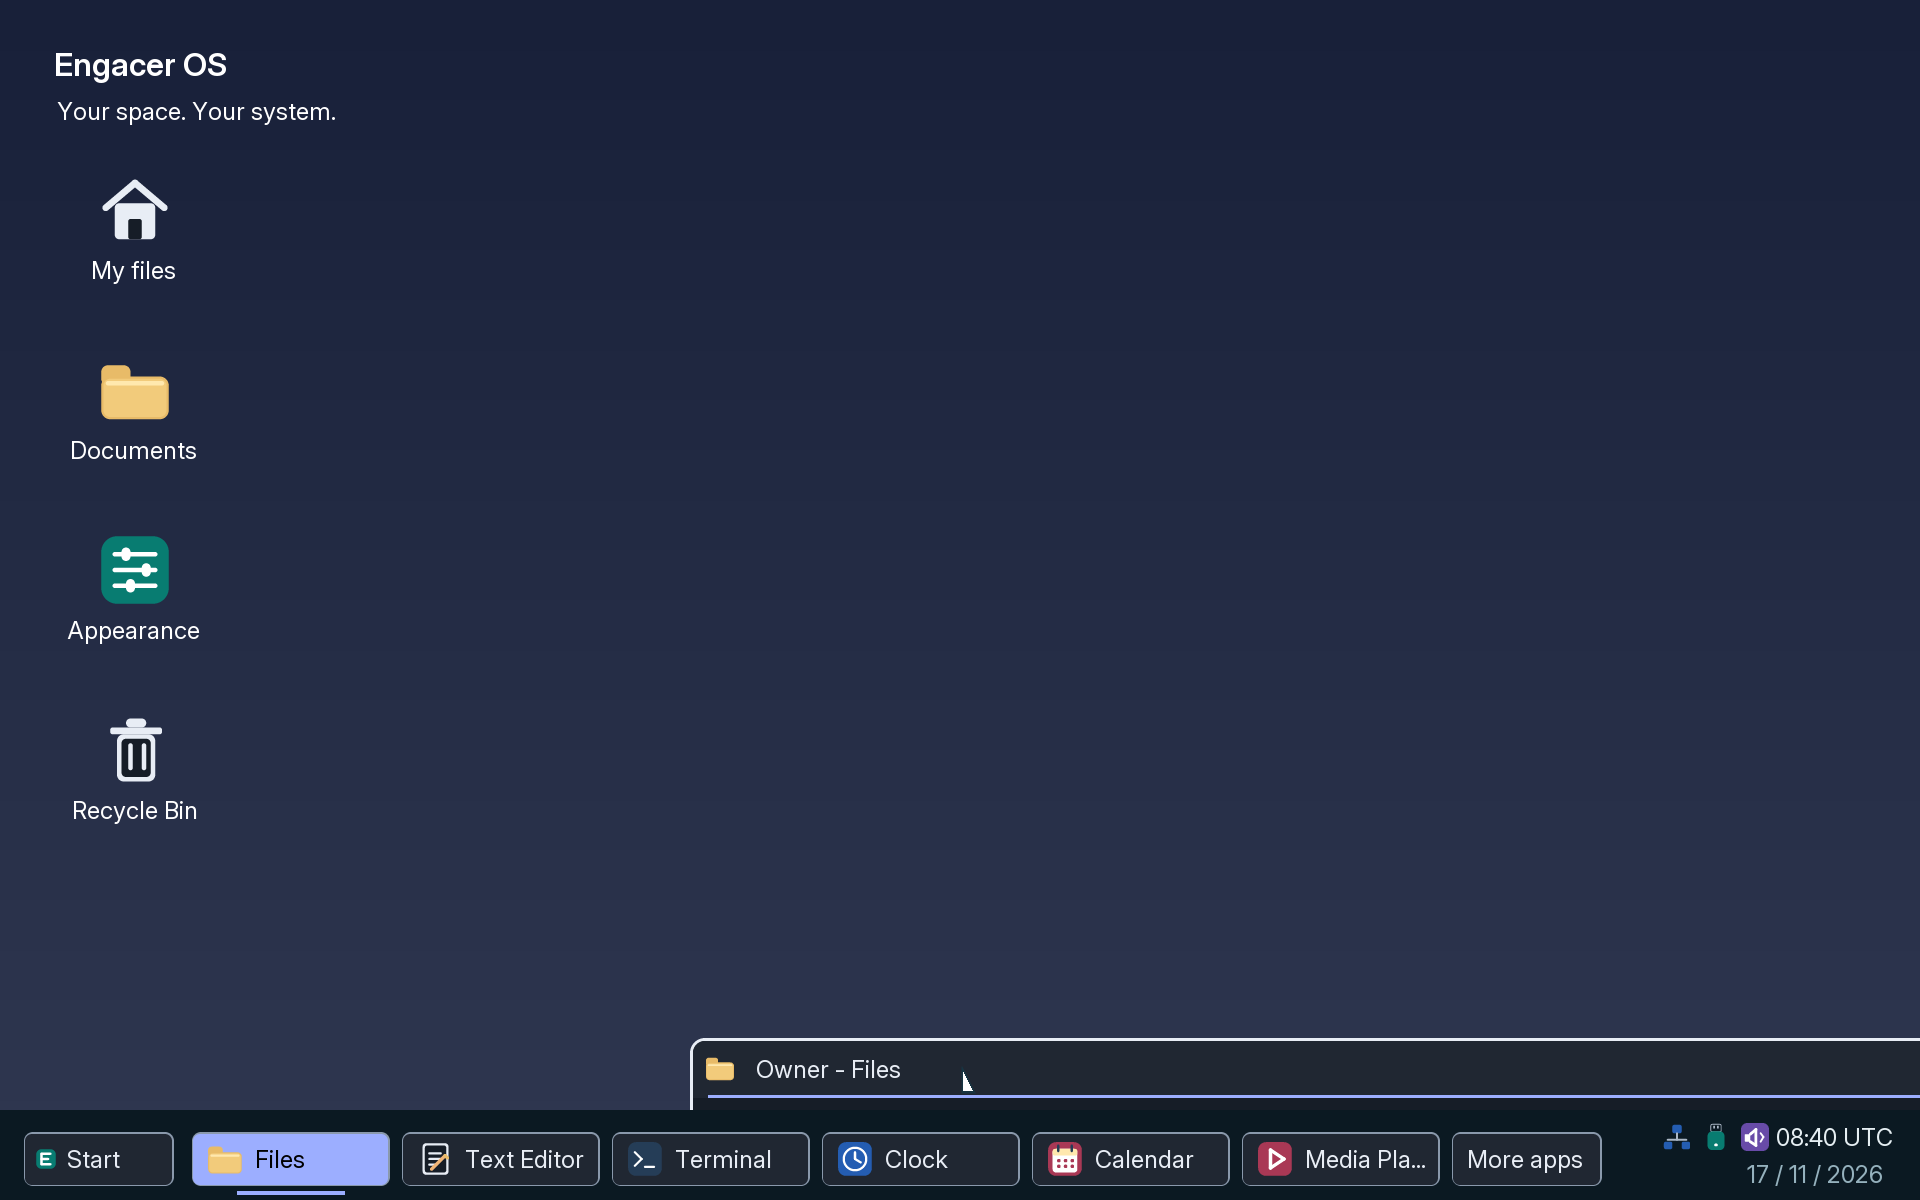 Engacer OS
Your space. Your system.
My files
Documents
Appearance
Recycle Bin
Owner - Files
E Start
Files
Text Editor
Terminal
Clock
Calendar
Media Pla...
More apps
08:40 UTC
17 / 11 / 2026